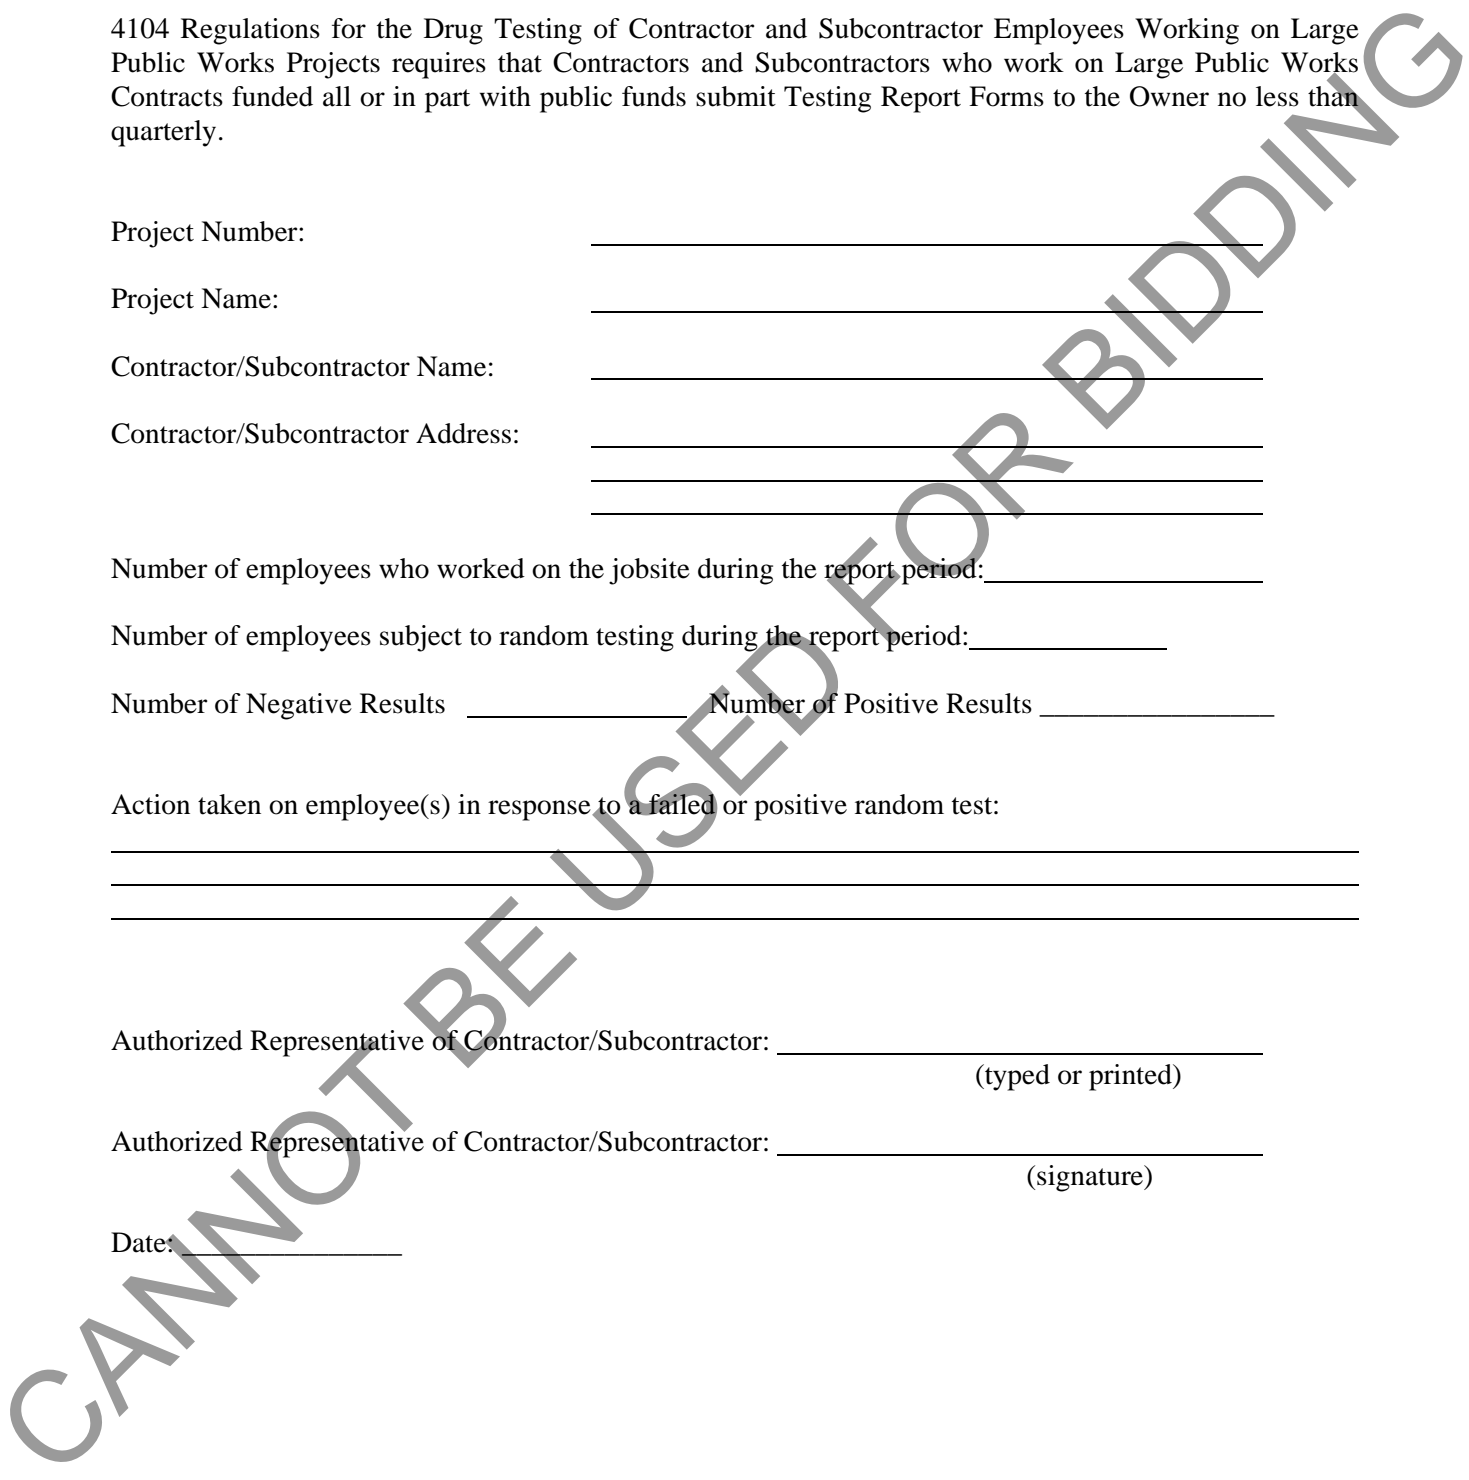 4104 Regulations for the Drug Testing of Contractor and Subcontractor Employees Working on Large
Public Works Projects requires that Contractors and Subcontractors who work on Large Public Works
Contracts funded all or in part with public funds submit Testing Report Forms to the Owner no less than
quarterly.
Project Number:
Project Name:
Contractor/Subcontractor Name:
Contractor/Subcontractor Address:
Number of employees who worked on the jobsite during the report period:
Number of employees subject to random testing during the report period:
Number of Negative Results Number of Positive Results ________________
Action taken on employee(s) in response to a failed or positive random test:
Authorized Representative of Contractor/Subcontractor:
(typed or printed)
Authorized Representative of Contractor/Subcontractor:
(signature)
Date: _______________
CANNOT BE USED FOR BIDDING